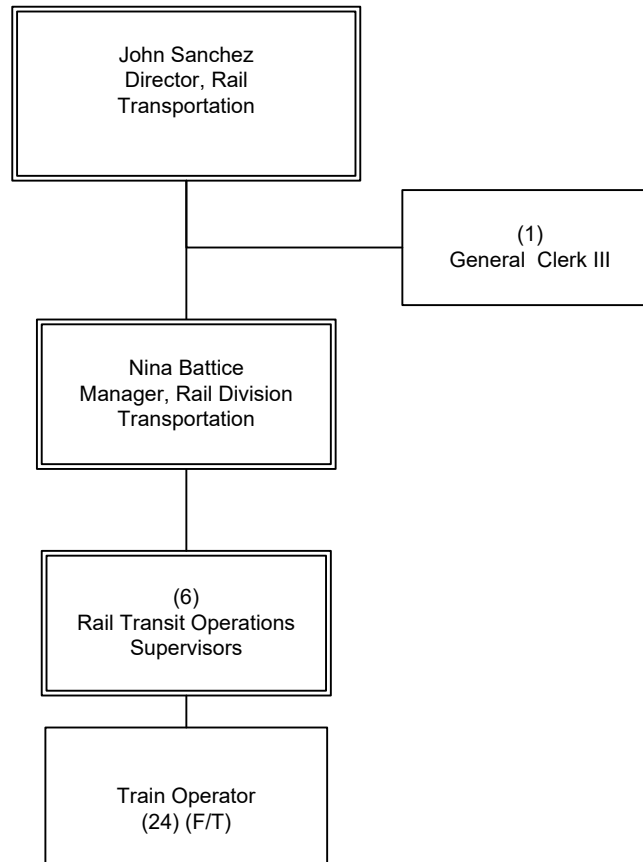 John Sanchez
Director, Rail
Transportation
(1)
General Clerk III
Nina Battice
Manager, Rail Division
Transportation
(6)
Rail Transit Operations
Supervisors
Train Operator
(24) (F/T)